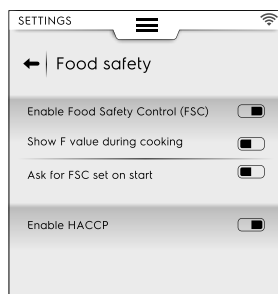 SETTINGS
Food safety
Enable Food Safety Control (FSC)
Show F value during cooking
Ask for FSC set on start
Enable HACCP